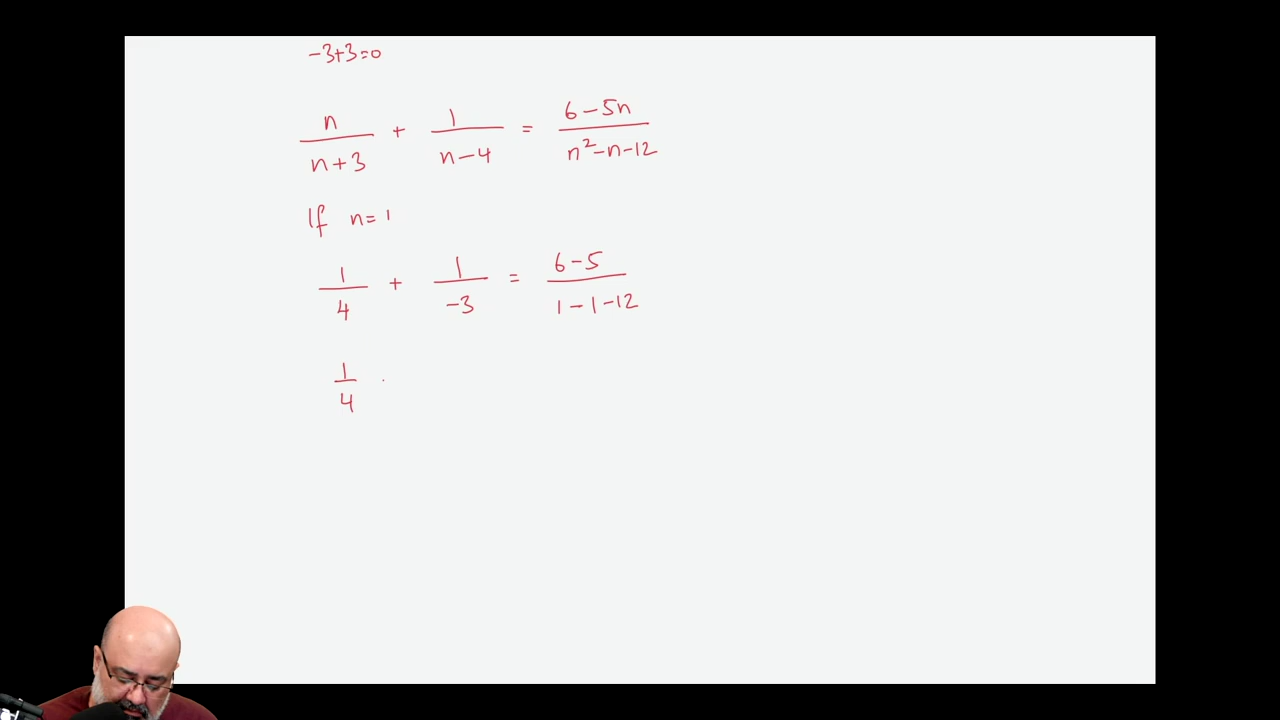 -3+3=0
n/(n+3) + 1/(n-4) = (6-5n)/(n²-n-12)
If n=1
1/4 + 1/-3 = (6-5)/(1-1-12)
1/4